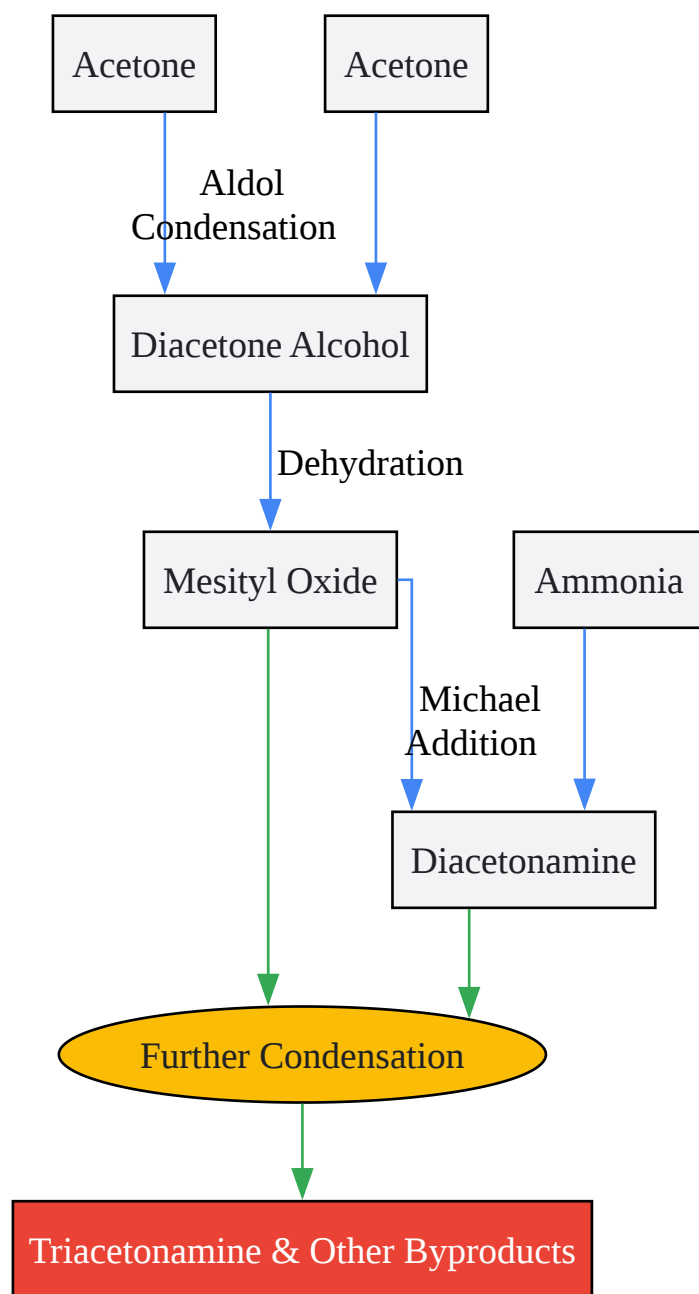 Acetone
Acetone
Aldol
Condensation
Diacetone Alcohol
Dehydration
Mesityl Oxide
Ammonia
Michael
Addition
Diacetonamine
Further Condensation
Triacetonamine & Other Byproducts